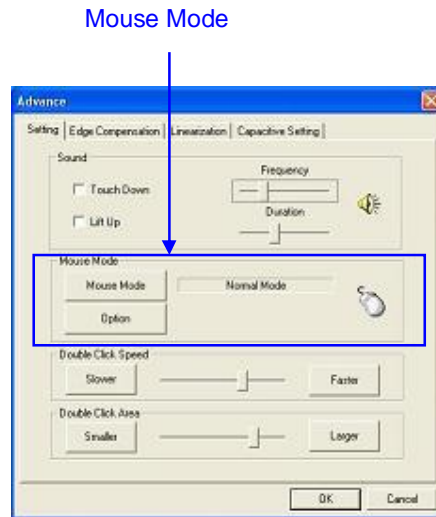 Mouse Mode
Advance
Setting Edge Compensation Linearization Capacitive Setting
Sound
Frequency
Touch Down
Duration
Lift Up
Mouse Mode
Mouse Mode Normal Mode
Option
Double Click Speed
Slower Faster
Double Click Area
Smaller Larger
OK Cancel